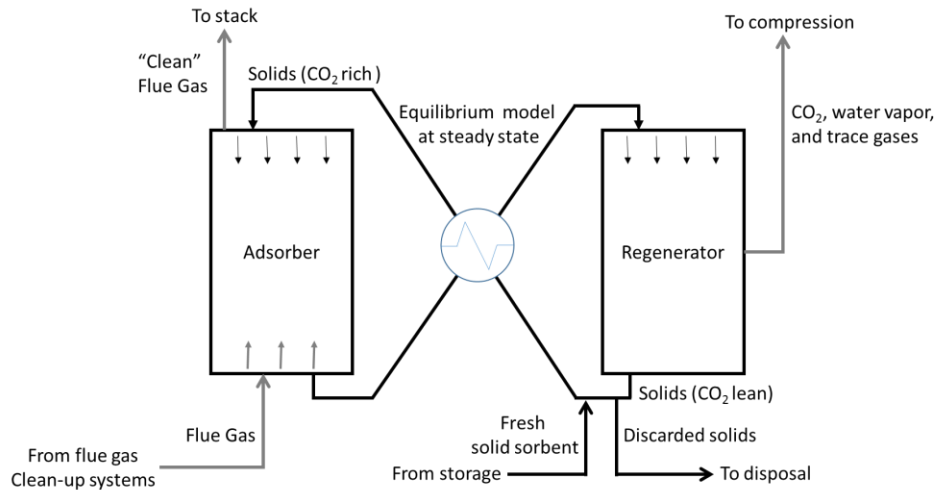 To stack
“Clean”
Flue Gas
Solids (CO₂ rich )
Equilibrium model
at steady state
To compression
CO₂, water vapor,
and trace gases
Adsorber
Regenerator
Solids (CO₂ lean)
Flue Gas
From flue gas
Clean-up systems
Fresh
solid sorbent
From storage
Discarded solids
To disposal